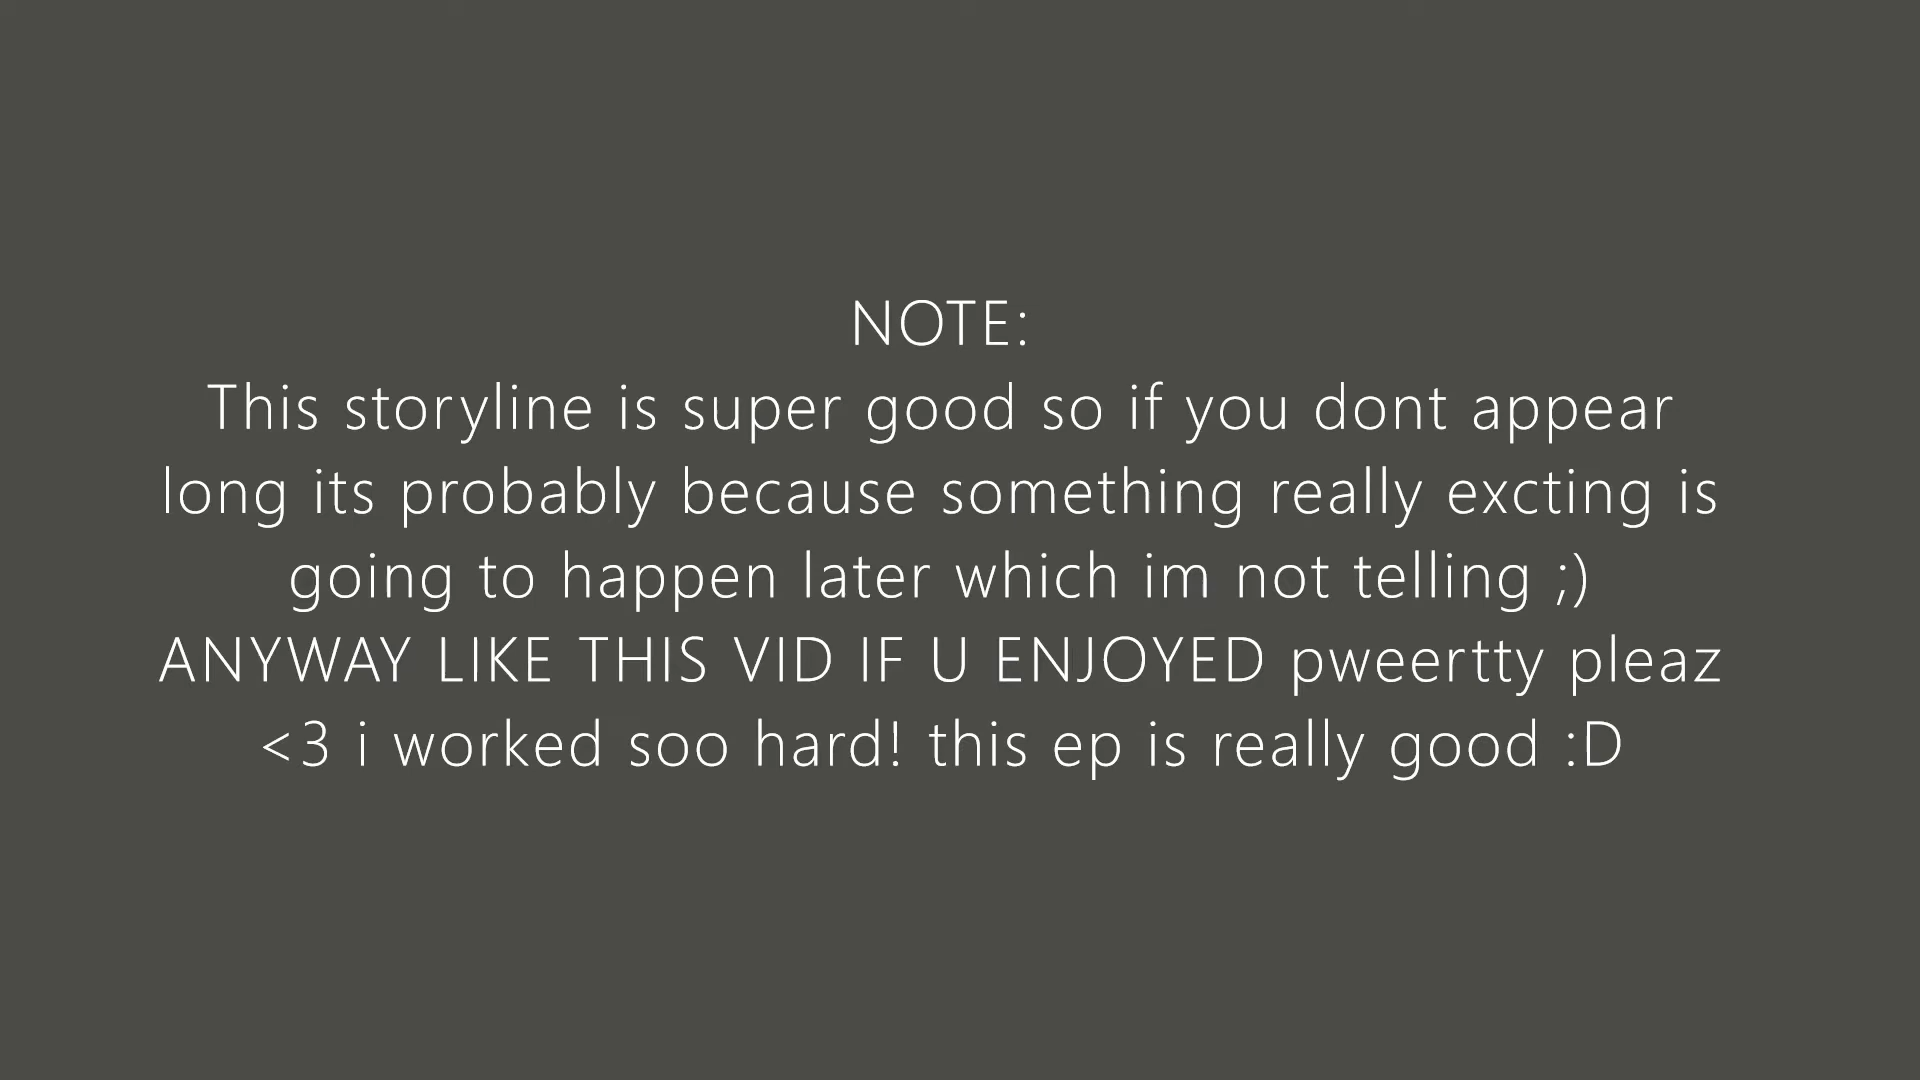 NOTE:
This storyline is super good so if you dont appear
long its probably because something really excting is
going to happen later which im not telling ;)
ANYWAY LIKE THIS VID IF U ENJOYED pweertty pleaz
<3 i worked soo hard! this ep is really good :D